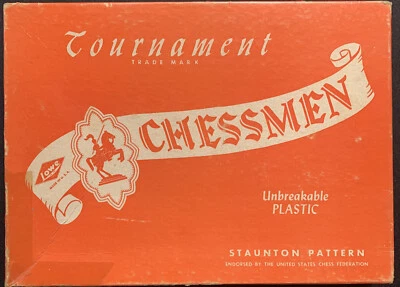 Tournament
TRADE MARK
CHESSMEN
LOWE
Unbreakable
PLASTIC
STAUNTON PATTERN
ENDORSED BY THE UNITED STATES CHESS FEDERATION